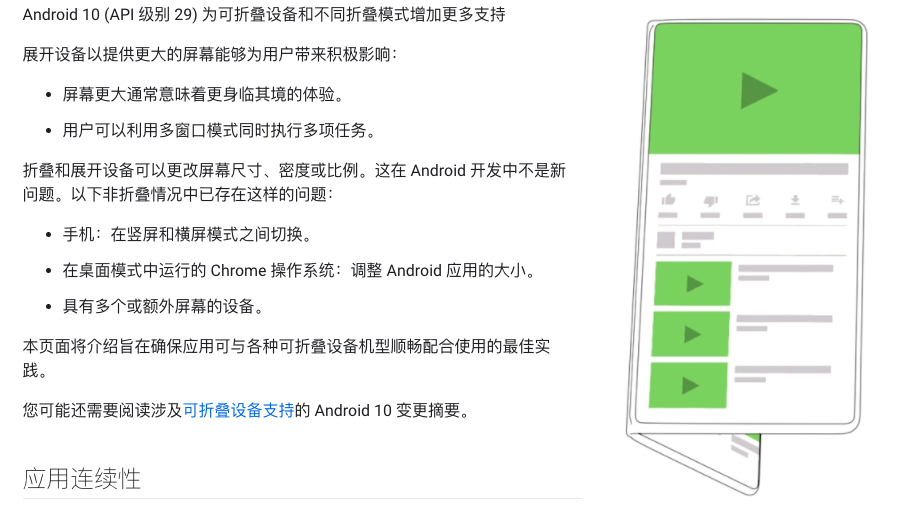 Android 10 (API 级别 29) 为可折叠设备和不同折叠模式增加更多支持
展开设备以提供更大的屏幕能够为用户带来积极影响：
• 屏幕更大通常意味着更身临其境的体验。
• 用户可以利用多窗口模式同时执行多项任务。
折叠和展开设备可以更改屏幕尺寸、密度或比例。这在 Android 开发中不是新
问题。以下非折叠情况中已存在这样的问题：
• 手机：在竖屏和横屏模式之间切换。
• 在桌面模式中运行的 Chrome 操作系统：调整 Android 应用的大小。
• 具有多个或额外屏幕的设备。
本页面将介绍旨在确保应用可与各种可折叠设备机型顺畅配合使用的最佳实
践。
您可能还需要阅读涉及可折叠设备支持的 Android 10 变更摘要。
应用连续性